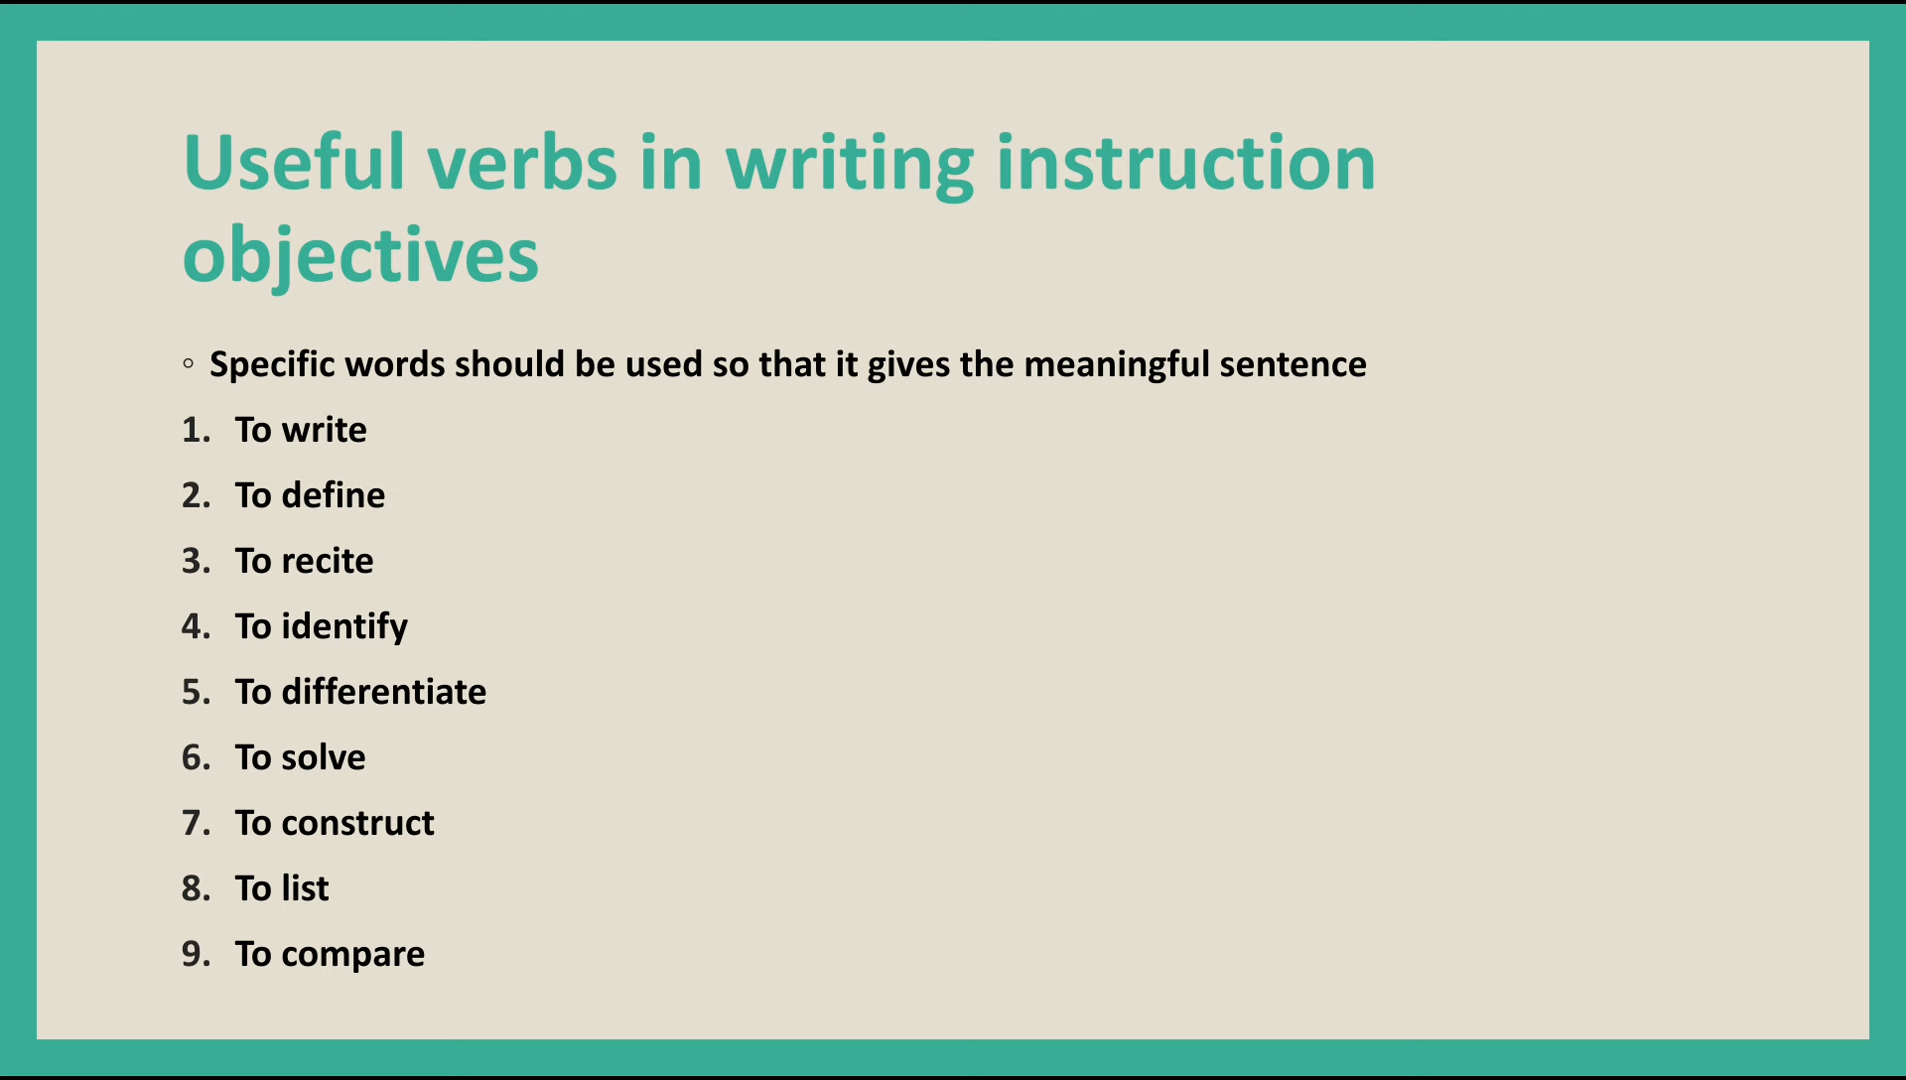 Useful verbs in writing instruction
objectives
◦ Specific words should be used so that it gives the meaningful sentence
1. To write
2. To define
3. To recite
4. To identify
5. To differentiate
6. To solve
7. To construct
8. To list
9. To compare